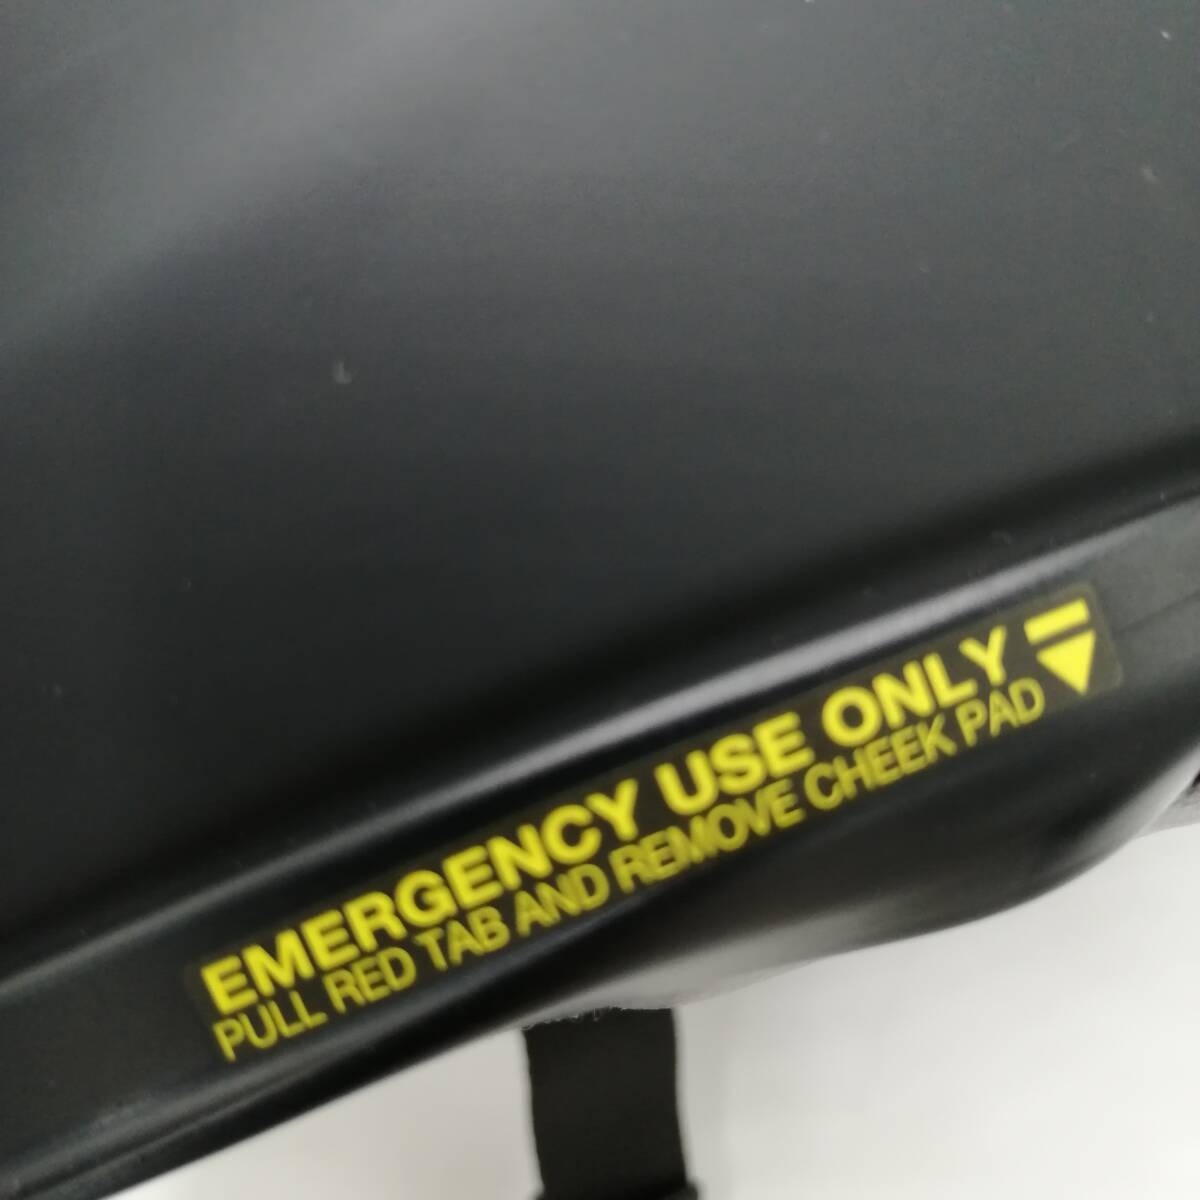 EMERGENCY USE ONLY
PULL RED TAB AND REMOVE CHEEK PAD